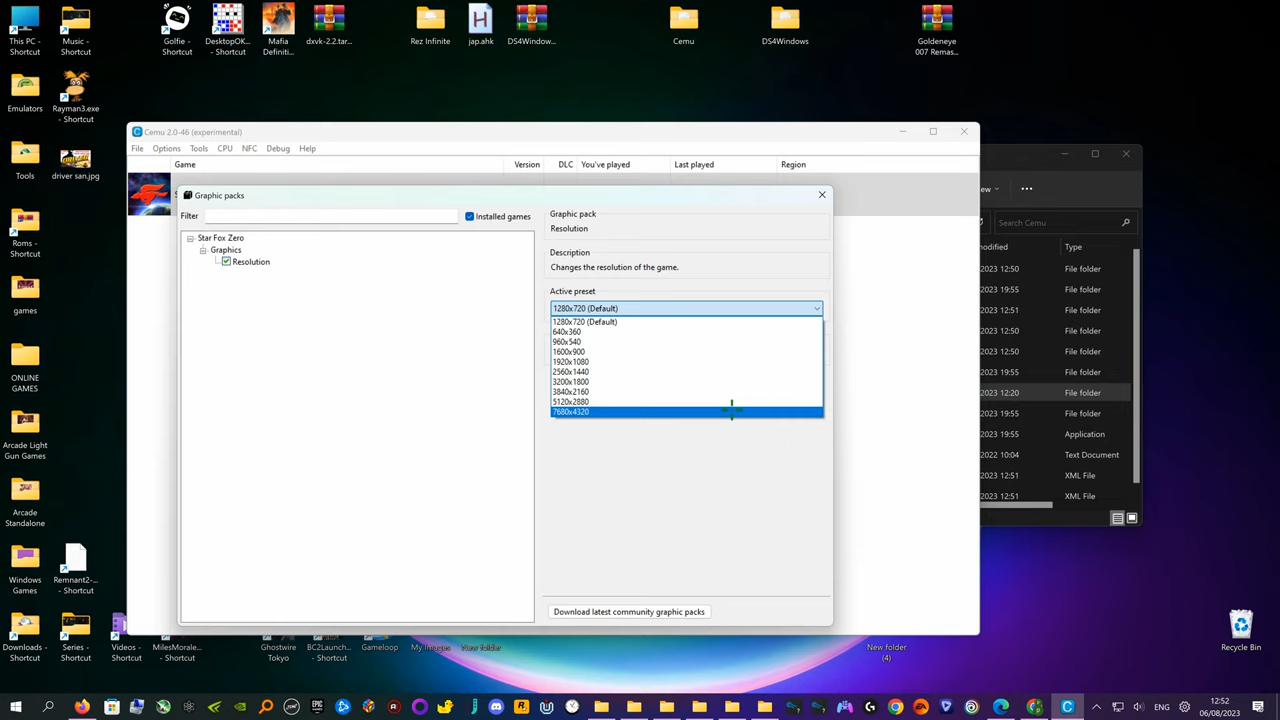 This PC -
Shortcut
Music -
Shortcut
Golfie -
Shortcut
DesktopOK
- Shortcut
Mafia
Definiti...
dxvk-2.2.tar...
Rez Infinite
jap.ahk
DS4Window...
Cemu
DS4Windows
Goldeneye
007 Remas...
Emulators
Rayman3.exe
- Shortcut
Tools
driver san.jpg
Roms -
Shortcut
games
ONLINE
GAMES
Arcade Light
Gun Games
Arcade
Standalone
Windows
Games
Remnant2-...
- Shortcut
Downloads -
Shortcut
Series -
Shortcut
Videos -
Shortcut
MilesMorale...
- Shortcut
Ghostwire
Tokyo
BC2Launch...
- Shortcut
Gameloop
My Images
New folder
New folder
(4)
Recycle Bin
Cemu 2.0-46 (experimental)
File Options Tools CPU NFC Debug Help
Game Version DLC You've played Last played Region
Graphic packs
Filter
Installed games
Star Fox Zero
Graphics
Resolution
Graphic pack
Resolution
Description
Changes the resolution of the game.
Active preset
1280x720 (Default)
1280x720 (Default)
640x360
960x540
1600x900
1920x1080
2560x1440
3200x1800
3840x2160
5120x2880
7680x4320
Download latest community graphic packs
ew
Search Cemu
odified Type
2023 12:50 File folder
2023 19:55 File folder
2023 12:51 File folder
2023 12:50 File folder
2023 19:55 File folder
2023 12:50 File folder
2023 12:20 File folder
2023 19:55 File folder
2023 19:55 Application
2022 10:04 Text Document
2023 12:51 XML File
2023 12:51 XML File
12:52
06/08/2023